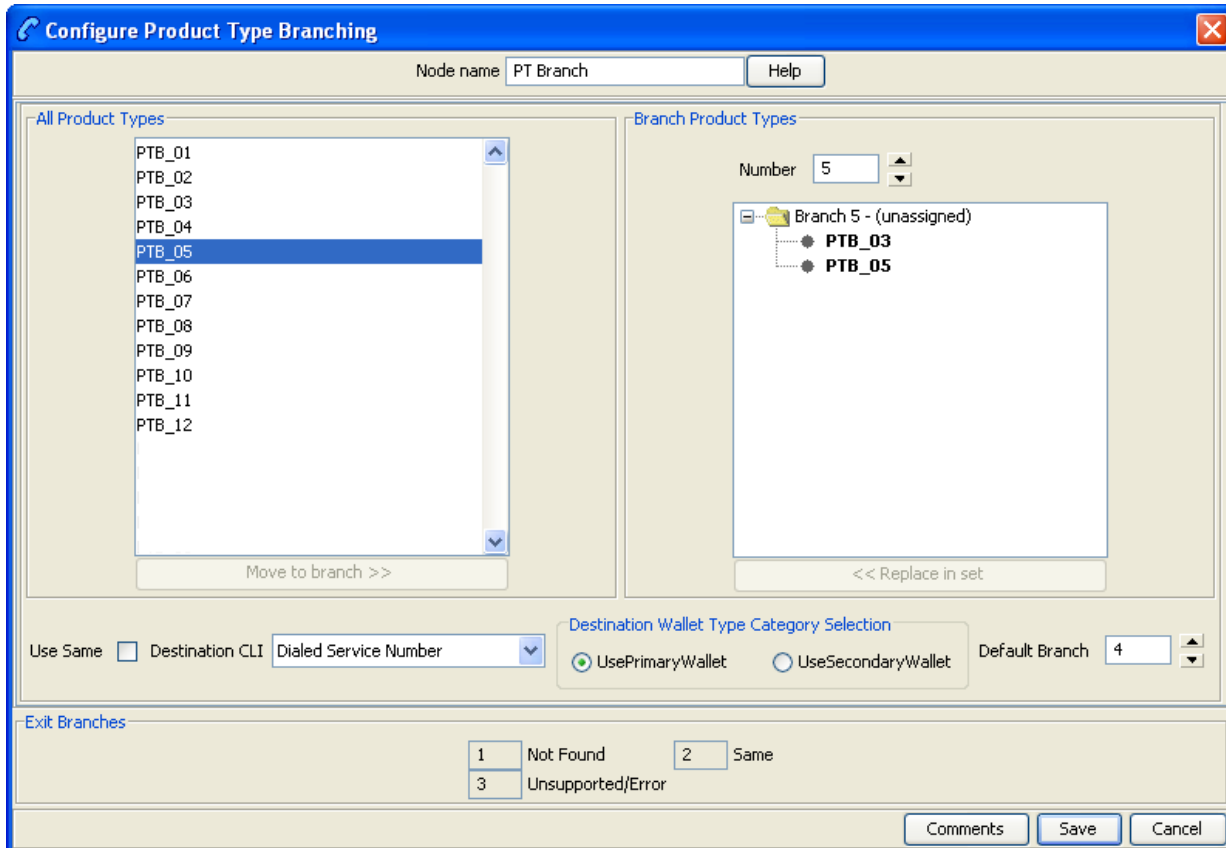 Configure Product Type Branching
Node name PT Branch Help
All Product Types
PTB_01
PTB_02
PTB_03
PTB_04
PTB_05
PTB_06
PTB_07
PTB_08
PTB_09
PTB_10
PTB_11
PTB_12
Move to branch >>
Branch Product Types
Number 5
Branch 5 - (unassigned)
PTB_03
PTB_05
<< Replace in set
Use Same Destination CLI Dialed Service Number
Destination Wallet Type Category Selection
UsePrimaryWallet UseSecondaryWallet
Default Branch 4
Exit Branches
1 Not Found 2 Same
3 Unsupported/Error
Comments Save Cancel